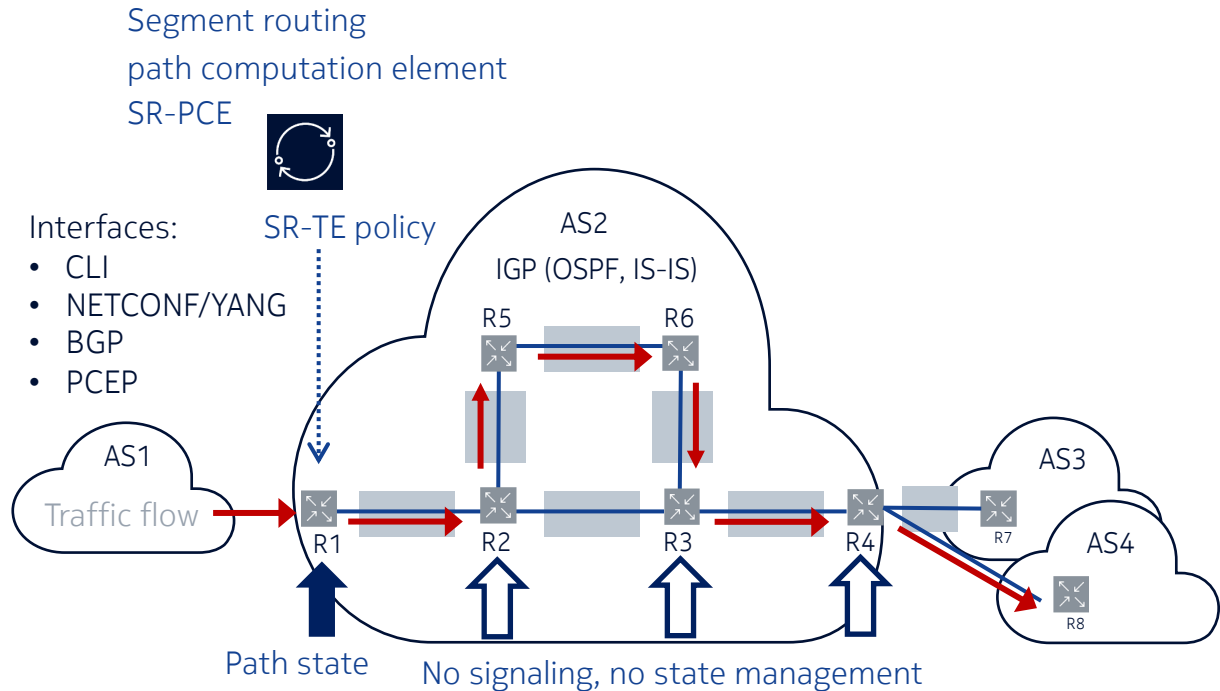 Segment routing
path computation element
SR-PCE
Interfaces:
• CLI
• NETCONF/YANG
• BGP
• PCEP
SR-TE policy
AS2
IGP (OSPF, IS-IS)
R5
R6
AS1
Traffic flow
AS3
AS4
R1
R2
R3
R4
R7
R8
Path state
No signaling, no state management